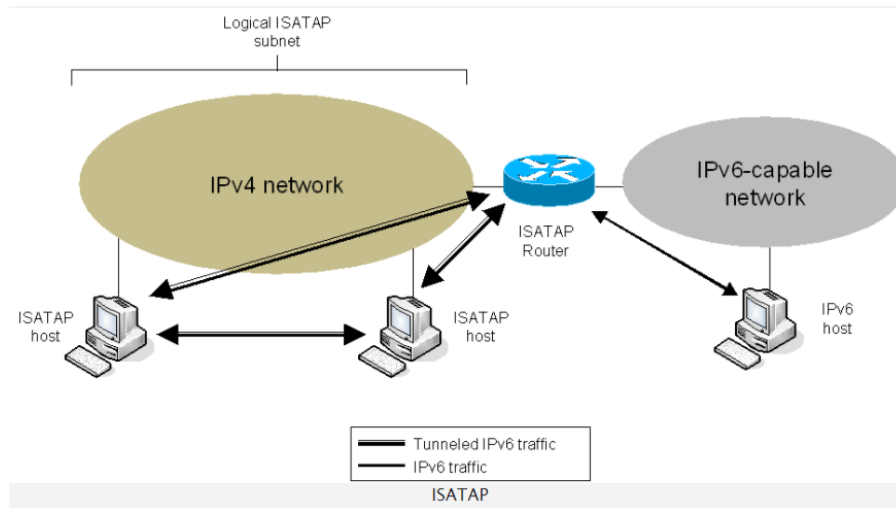 Logical ISATAP
subnet
IPv4 network
IPv6-capable
network
ISATAP
Router
ISATAP
host
ISATAP
host
IPv6
host
Tunneled IPv6 traffic
IPv6 traffic
ISATAP